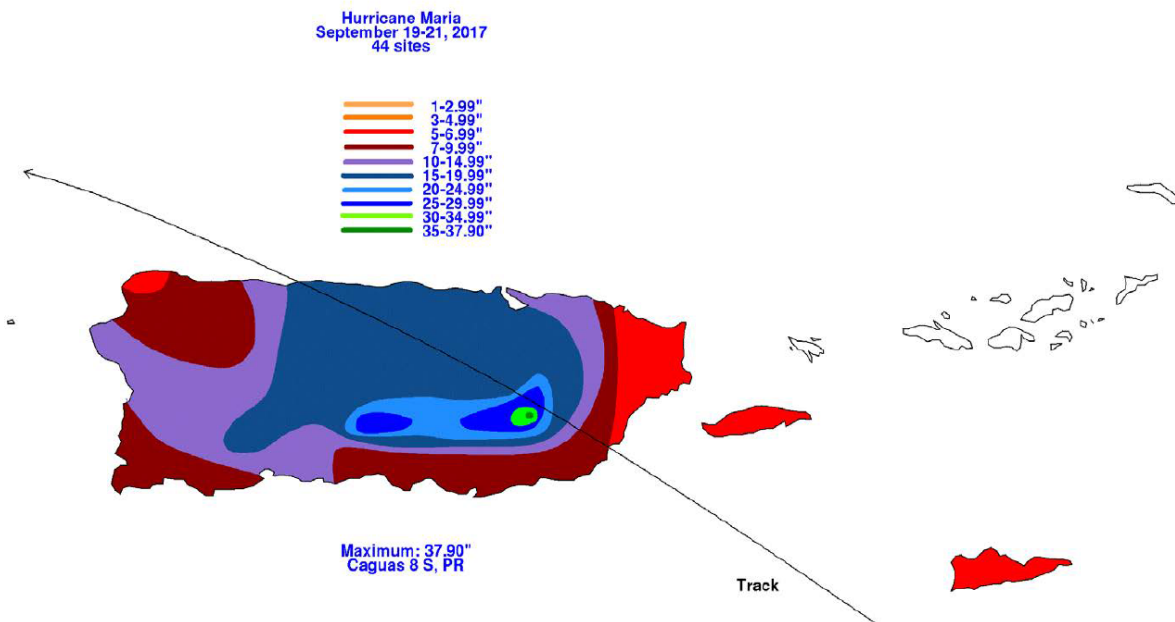 Hurricane Maria
September 19-21, 2017
44 sites
1-2.99"
3-4.99"
5-6.99"
7-9.99"
10-14.99"
15-19.99"
20-24.99"
25-29.99"
30-34.99"
35-37.90"
Maximum: 37.90"
Caguas 8 S, PR
Track